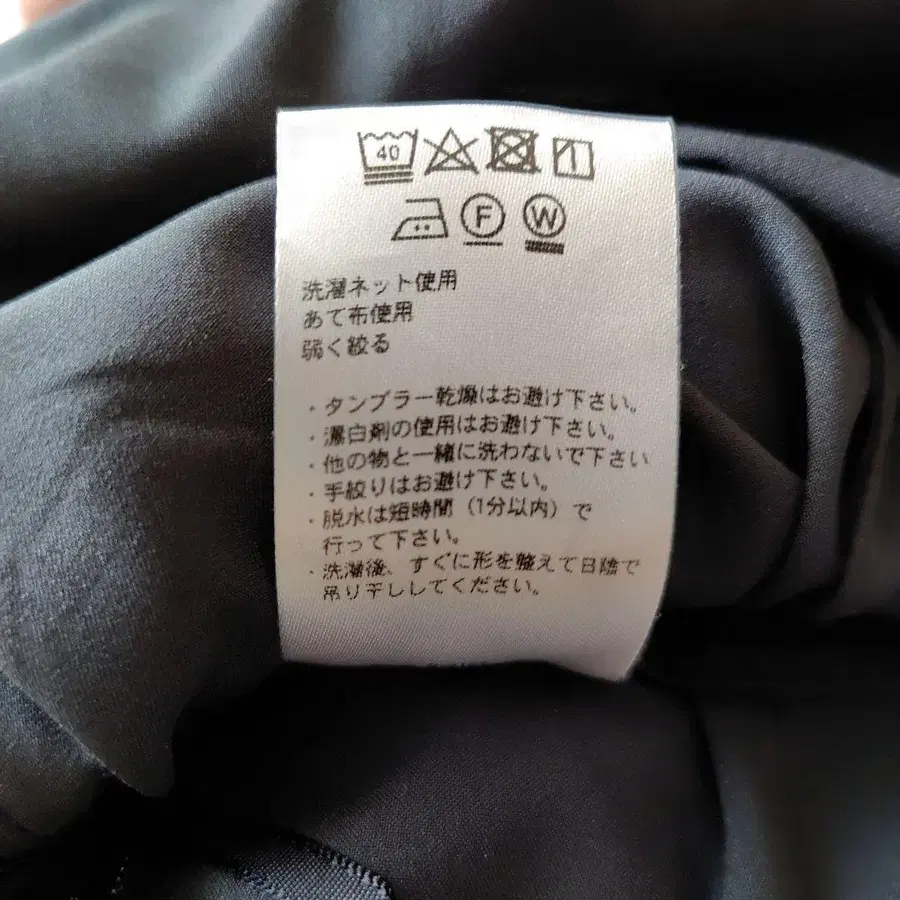 40
F W
洗濯ネット使用
あて布使用
弱く絞る
・タンブラー乾燥はお避け下さい。
・漂白剤の使用はお避け下さい。
・他の物と一緒に洗わないで下さい
・手絞りはお避け下さい。
・脱水は短時間（1分以内）で
行って下さい。
・洗濯後、すぐに形を整えて日陰で
吊り干ししてください。